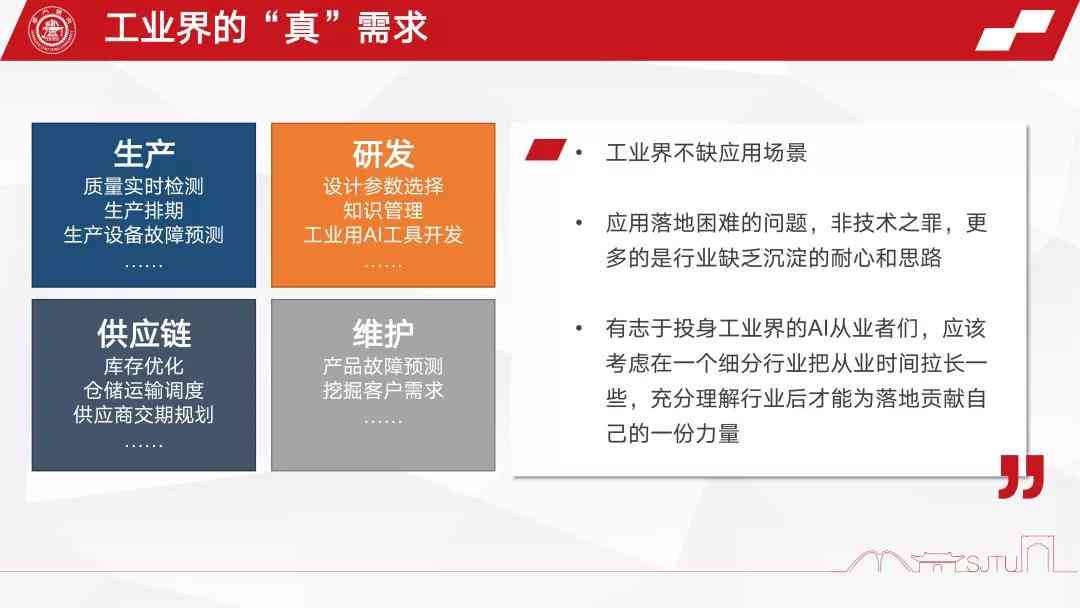 工业界的“真”需求
生产
质量实时检测
生产排期
生产设备故障预测
……
研发
设计参数选择
知识管理
工业用AI工具开发
……
供应链
库存优化
仓储运输调度
供应商交期规划
……
维护
产品故障预测
挖掘客户需求
……
• 工业界不缺应用场景
• 应用落地困难的问题，非技术之罪，更
多的是行业缺乏沉淀的耐心和思路
• 有志于投身工业界的AI从业者们，应该
考虑在一个细分行业把从业时间拉长一
些，充分理解行业后才能为落地贡献自
己的一份力量
SJTU